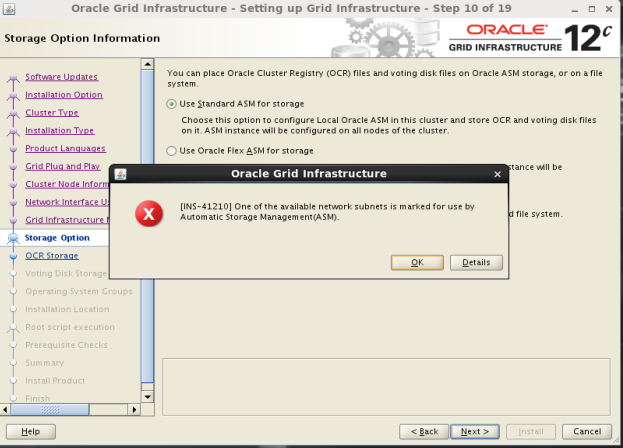 Oracle Grid Infrastructure - Setting up Grid Infrastructure - Step 10 of 19
Storage Option Information
ORACLE
GRID INFRASTRUCTURE
12c
Software Updates
Installation Option
Cluster Type
Installation Type
Product Languages
Grid Plug and Play
Cluster Node Inform
Network Interface Us
Grid Infrastructure
Storage Option
OCR Storage
Voting Disk Storage
Operating System Groups
Installation Location
Root script execution
Prerequisite Checks
Summary
Install Product
Finish
You can place Oracle Cluster Registry (OCR) files and voting disk files on Oracle ASM storage, or on a file
system.
Use Standard ASM for storage
Choose this option to configure Local Oracle ASM in this cluster and store OCR and voting disk files
on it. ASM instance will be configured on all nodes of the cluster.
Use Oracle Flex ASM for storage
stance will be
d file system.
Oracle Grid Infrastructure
[INS-41210] One of the available network subnets is marked for use by
Automatic Storage Management(ASM).
OK
Details
Help
< Back
Next >
Install
Cancel